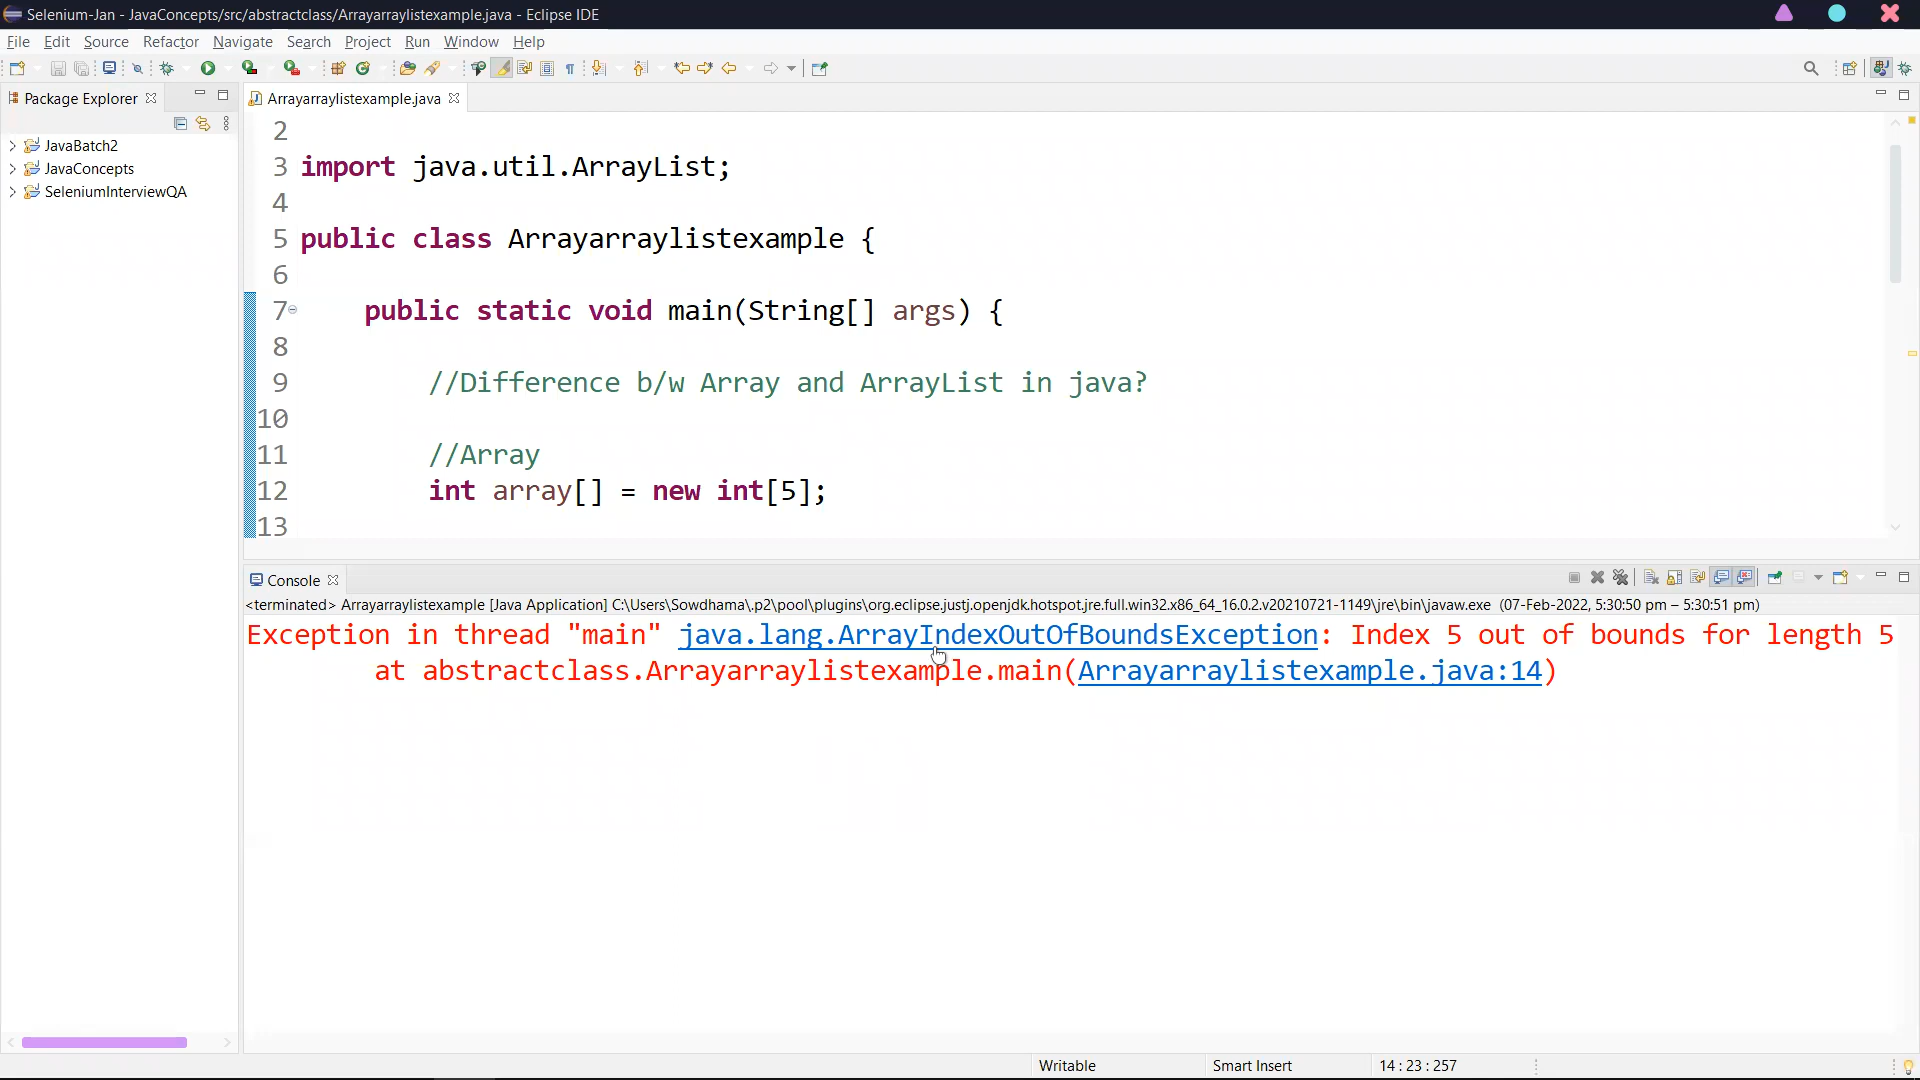 Selenium-Jan - JavaConcepts/src/abstractclass/Arrayarraylistexample.java - Eclipse IDE
File Edit Source Refactor Navigate Search Project Run Window Help
Package Explorer
JavaBatch2
JavaConcepts
SeleniumInterviewQA
Arrayarraylistexample.java
2
3 import java.util.ArrayList;
4
5 public class Arrayarraylistexample {
6
7 public static void main(String[] args) {
8
9 //Difference b/w Array and ArrayList in java?
10
11 //Array
12 int array[] = new int[5];
13
Console
<terminated> Arrayarraylistexample [Java Application] C:\Users\Sowdhama\.p2\pool\plugins\org.eclipse.justj.openjdk.hotspot.jre.full.win32.x86_64_16.0.2.v20210721-1149\jre\bin\javaw.exe (07-Feb-2022, 5:30:50 pm – 5:30:51 pm)
Exception in thread "main" java.lang.ArrayIndexOutOfBoundsException: Index 5 out of bounds for length 5
at abstractclass.Arrayarraylistexample.main(Arrayarraylistexample.java:14)
Writable Smart Insert 14 : 23 : 257